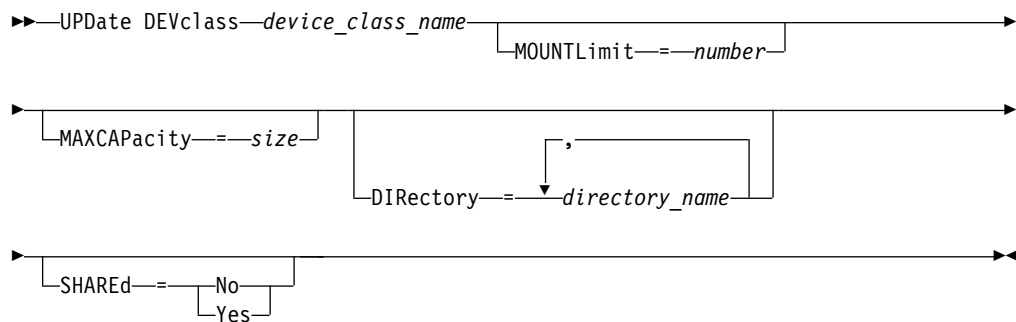 UPDate DEVclass device_class_name
MOUNTLimit = number
MAXCAPacity = size
,
DIRectory = directory_name
SHAREd = No
Yes